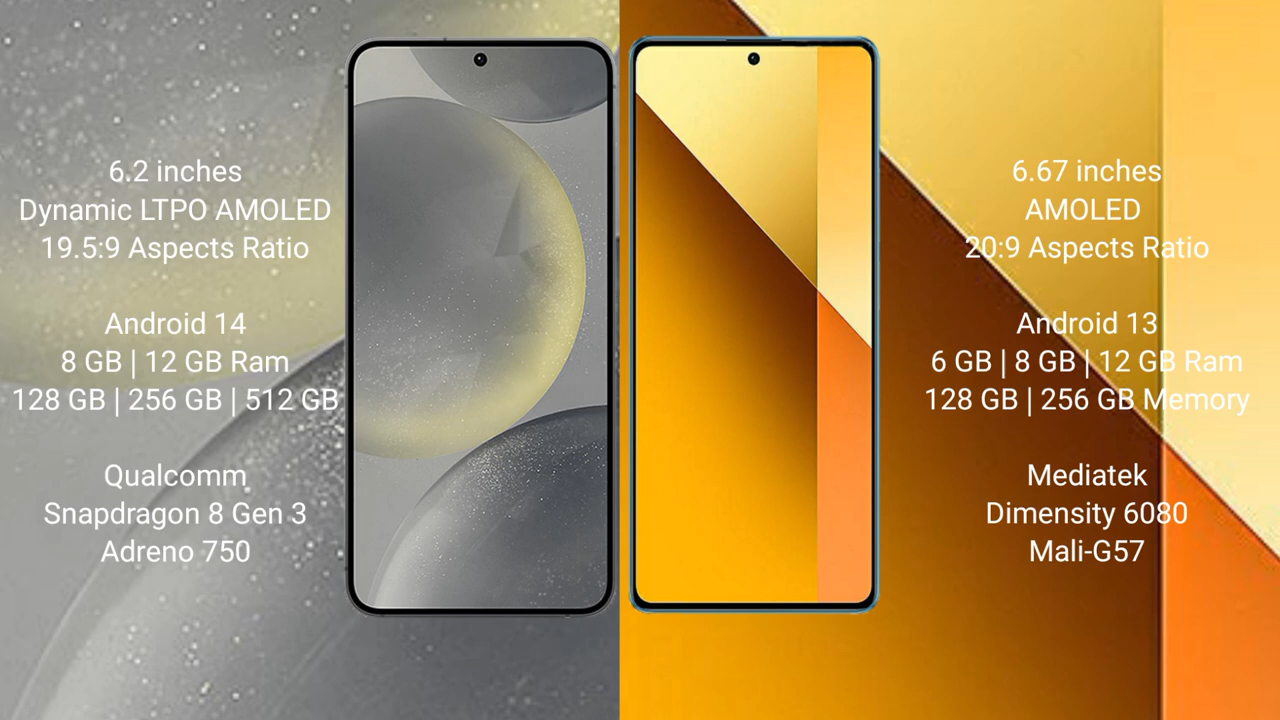 6.2 inches
Dynamic LTPO AMOLED
19.5:9 Aspects Ratio
Android 14
8 GB | 12 GB Ram
128 GB | 256 GB | 512 GB
Qualcomm
Snapdragon 8 Gen 3
Adreno 750
6.67 inches
AMOLED
20:9 Aspects Ratio
Android 13
6 GB | 8 GB | 12 GB Ram
128 GB | 256 GB Memory
Mediatek
Dimensity 6080
Mali-G57